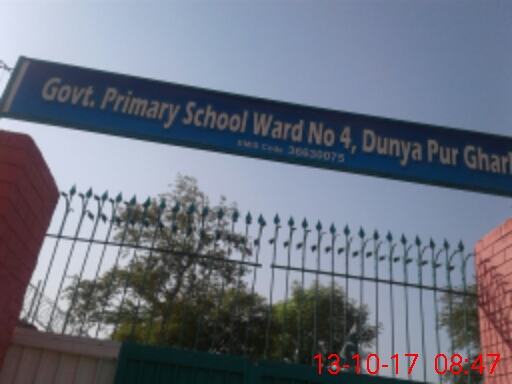 Govt. Primary School Ward No 4, Dunya Pur Ghar
EMIS Code 36630075
13-10-17 08:47